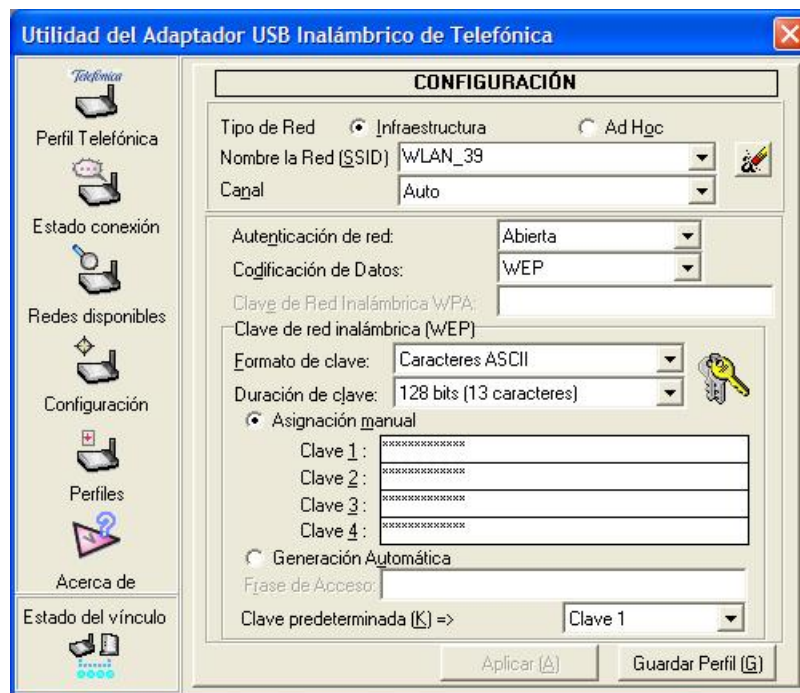 Utilidad del Adaptador USB Inalámbrico de Telefónica
Telefónica
Perfil Telefónica
Estado conexión
Redes disponibles
Configuración
Perfiles
Acerca de
Estado del vínculo
CONFIGURACIÓN
Tipo de Red Infraestructura Ad Hoc
Nombre la Red (SSID) WLAN_39
Canal Auto
Autenticación de red: Abierta
Codificación de Datos: WEP
Clave de Red Inalámbrica WPA:
Clave de red inalámbrica (WEP)
Formato de clave: Caracteres ASCII
Duración de clave: 128 bits (13 caracteres)
Asignación manual
Clave 1 : *************
Clave 2 : *************
Clave 3 : *************
Clave 4 : *************
Generación Automática
Frase de Acceso:
Clave predeterminada (K) => Clave 1
Aplicar (A) Guardar Perfil (G)